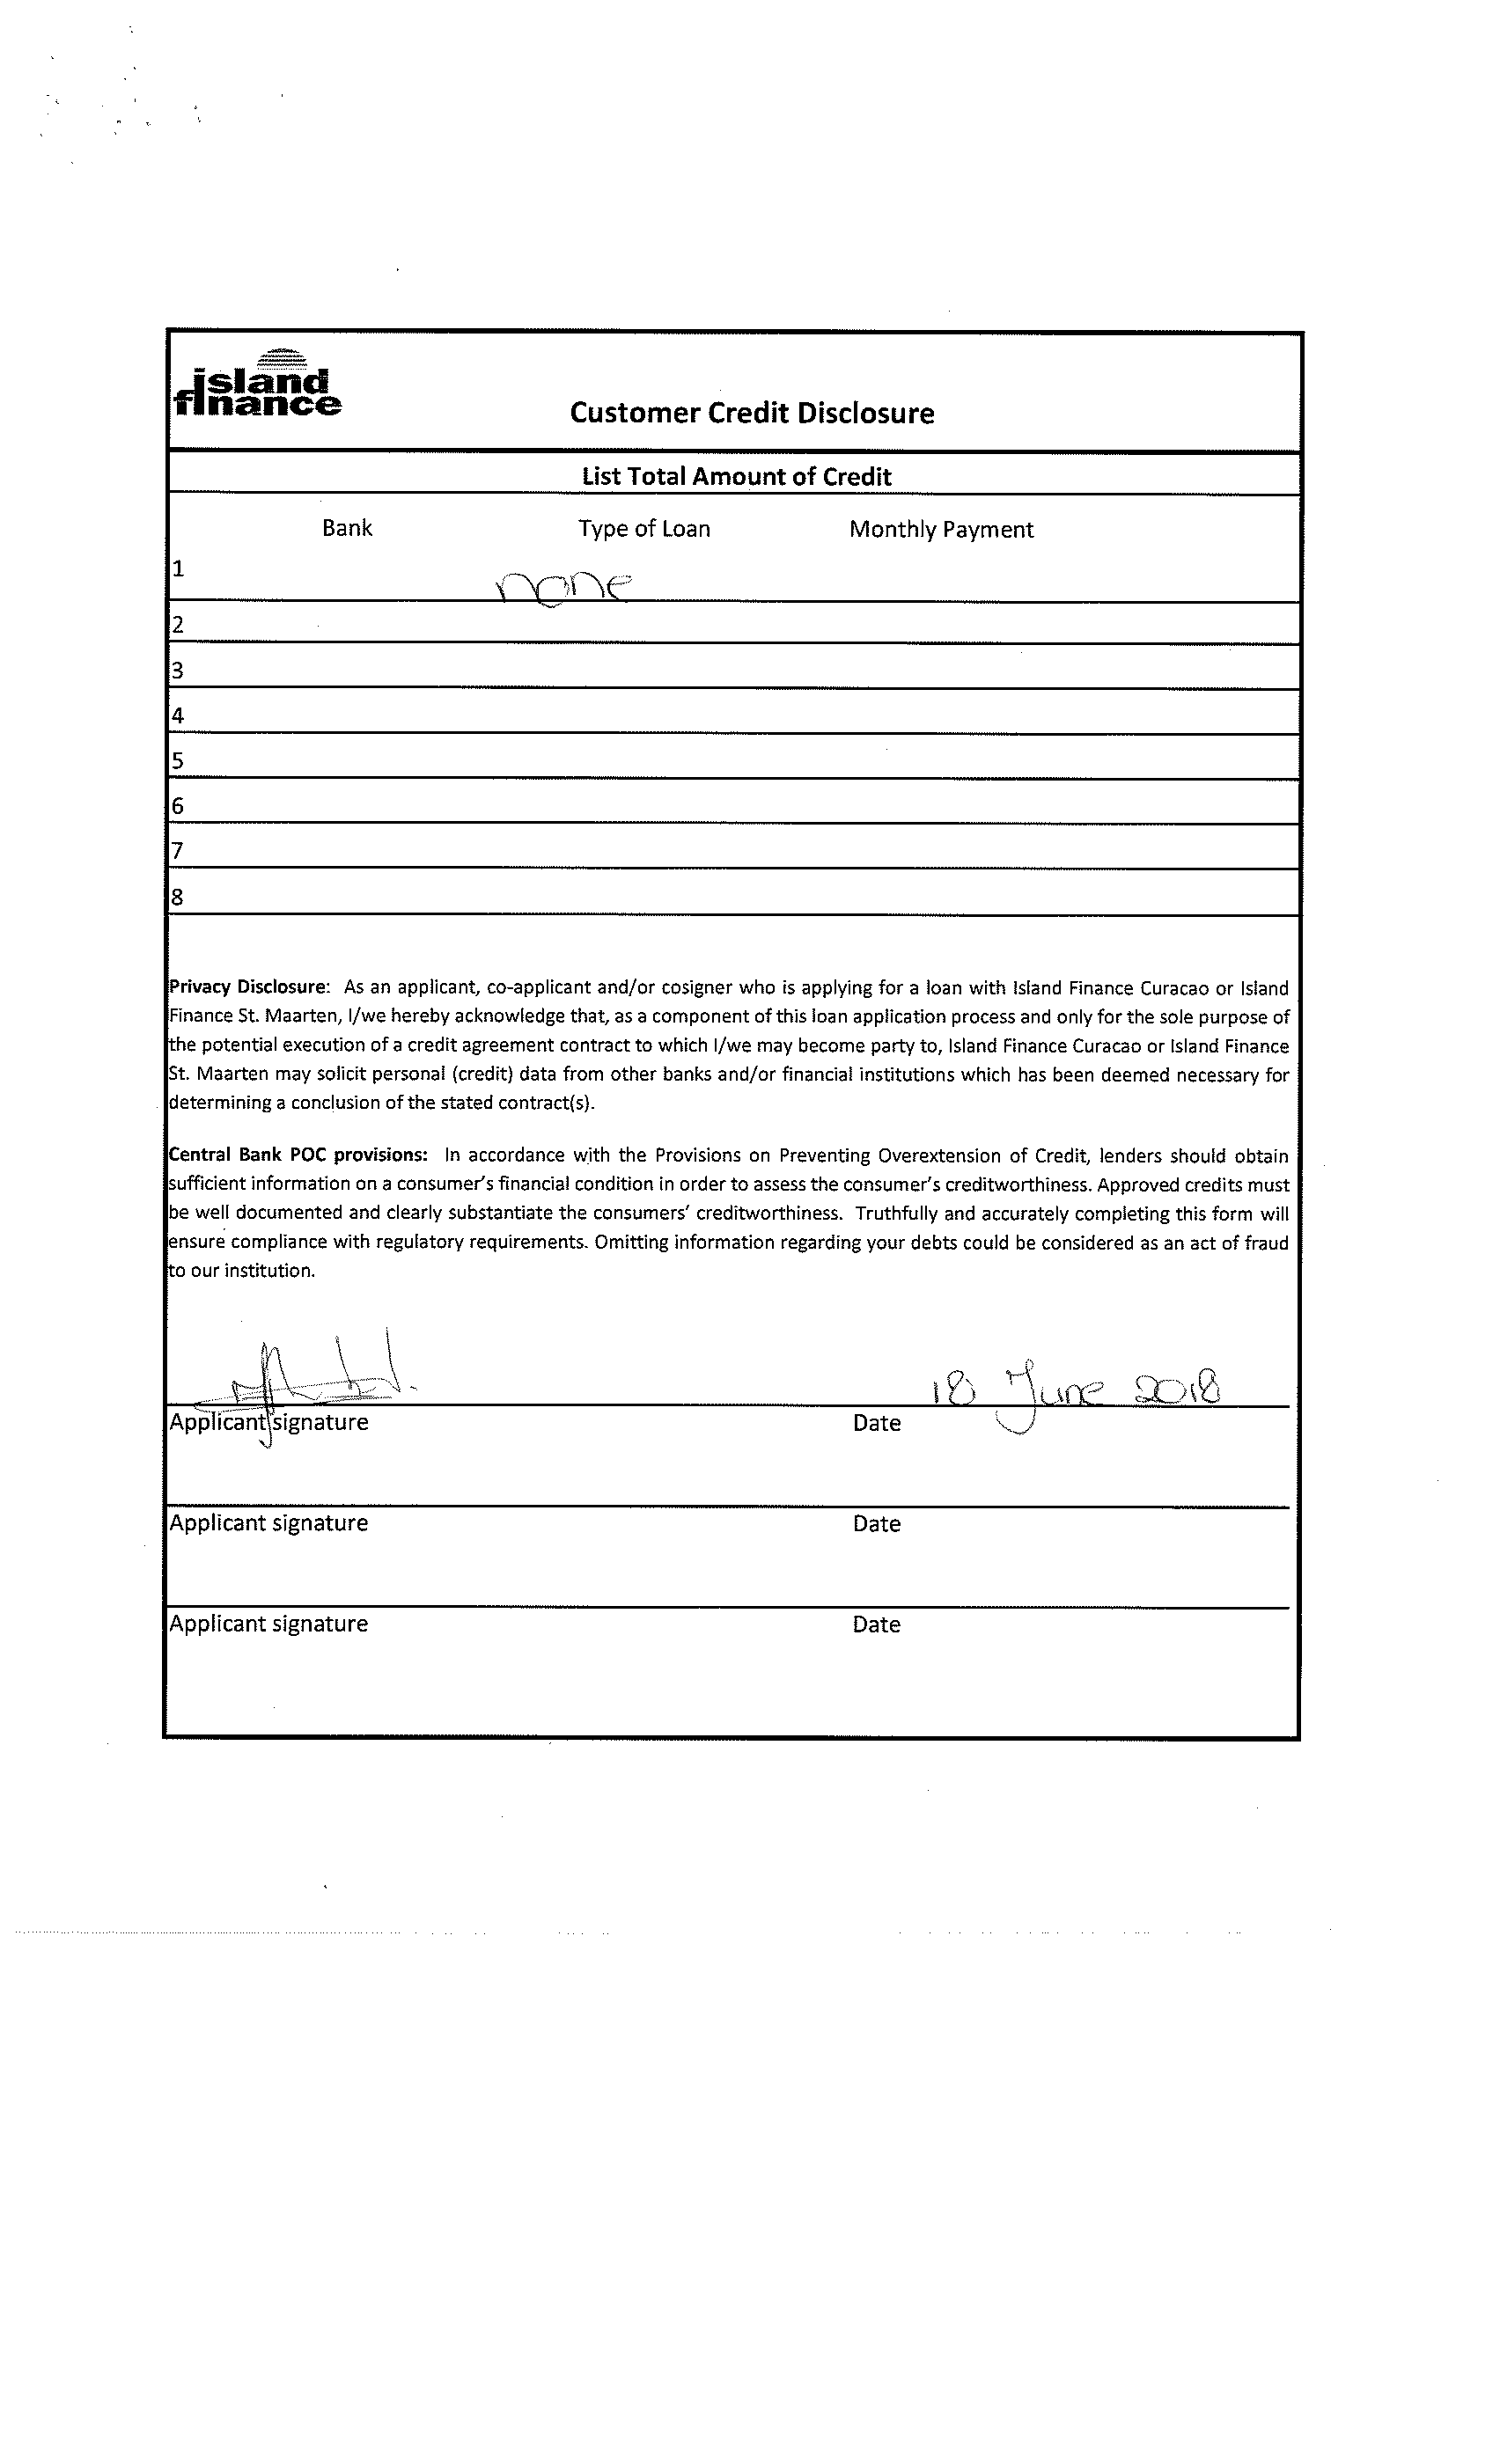 island
finance
Customer Credit Disclosure
List Total Amount of Credit
Bank Type of Loan Monthly Payment
1 none
2
3
4
5
6
7
8
Privacy Disclosure: As an applicant, co-applicant and/or cosigner who is applying for a loan with Island Finance Curacao or Island
Finance St. Maarten, I/we hereby acknowledge that, as a component of this loan application process and only for the sole purpose of
the potential execution of a credit agreement contract to which I/we may become party to, Island Finance Curacao or Island Finance
St. Maarten may solicit personal (credit) data from other banks and/or financial institutions which has been deemed necessary for
determining a conclusion of the stated contract(s).
Central Bank POC provisions: In accordance with the Provisions on Preventing Overextension of Credit, lenders should obtain
sufficient information on a consumer's financial condition in order to assess the consumer's creditworthiness. Approved credits must
be well documented and clearly substantiate the consumers' creditworthiness. Truthfully and accurately completing this form will
ensure compliance with regulatory requirements. Omitting information regarding your debts could be considered as an act of fraud
to our institution.
18 June 2018
Applicant signature Date
Applicant signature Date
Applicant signature Date